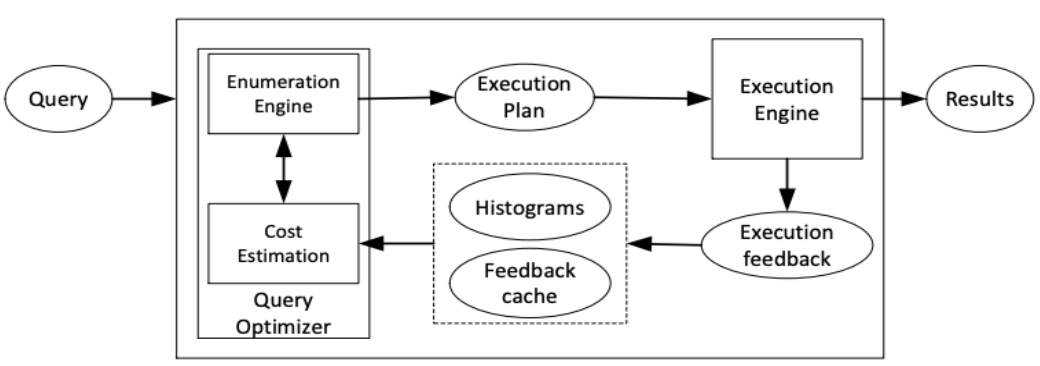 Query
Enumeration
Engine
Execution
Plan
Execution
Engine
Results
Cost
Estimation
Query
Optimizer
Histograms
Feedback
cache
Execution
feedback